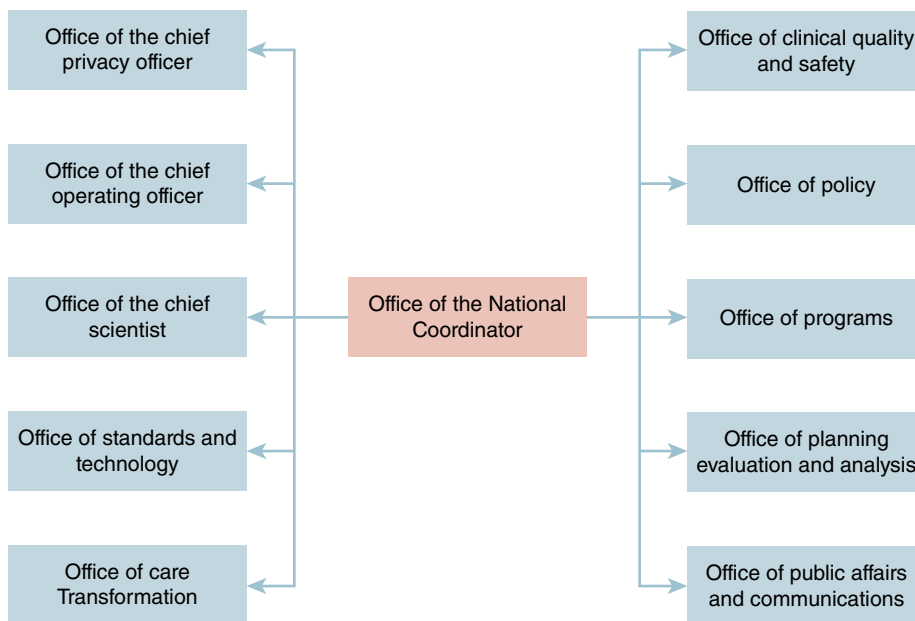 Office of the chief
privacy officer
Office of the chief
operating officer
Office of the chief
scientist
Office of standards and
technology
Office of care
Transformation
Office of the National
Coordinator
Office of clinical quality
and safety
Office of policy
Office of programs
Office of planning
evaluation and analysis
Office of public affairs
and communications